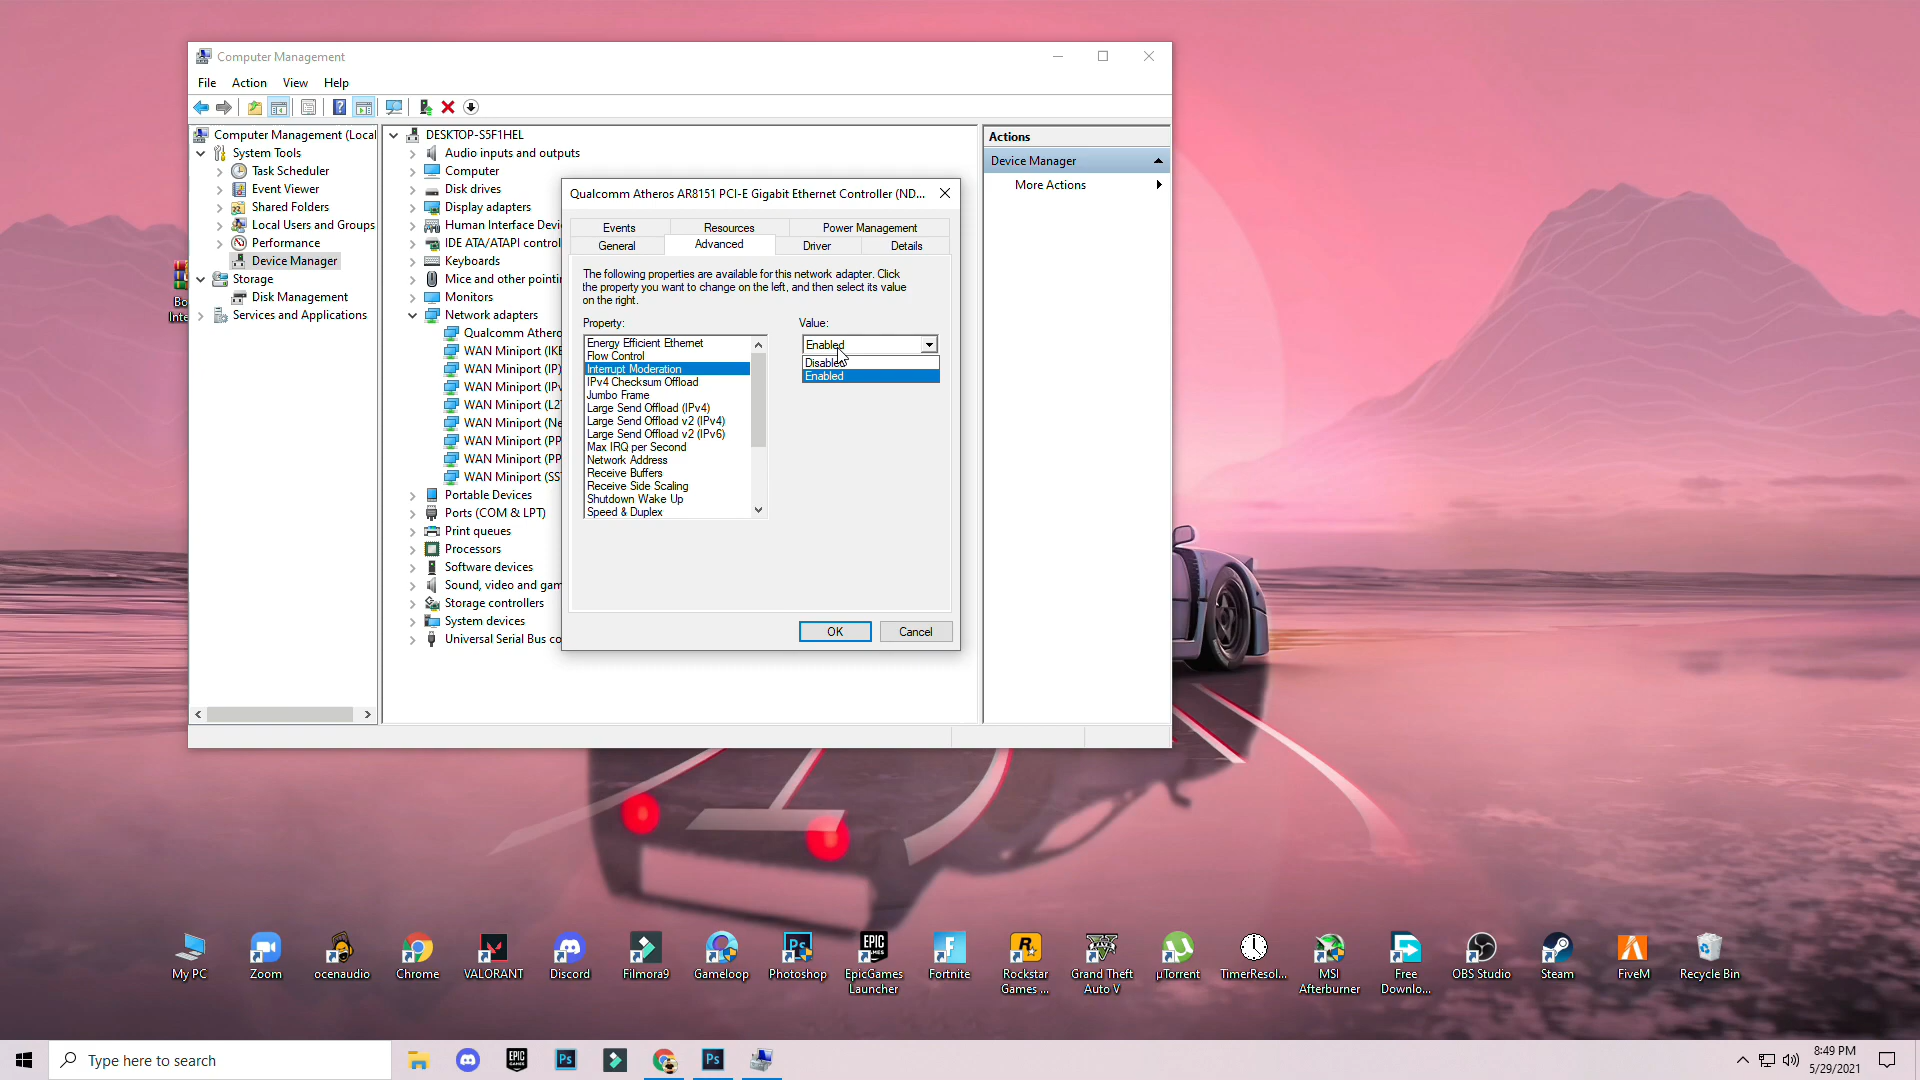 Computer Management
File Action View Help
Computer Management (Local
System Tools
Task Scheduler
Event Viewer
Shared Folders
Local Users and Groups
Performance
Device Manager
Storage
Disk Management
Services and Applications
DESKTOP-S5F1HEL
Audio inputs and outputs
Computer
Disk drives
Display adapters
Human Interface Devi
IDE ATA/ATAPI control
Keyboards
Mice and other pointin
Monitors
Network adapters
Qualcomm Athero
WAN Miniport (IKE
WAN Miniport (IP)
WAN Miniport (IPv
WAN Miniport (L2T
WAN Miniport (Ne
WAN Miniport (PP
WAN Miniport (PP
WAN Miniport (SS
Portable Devices
Ports (COM & LPT)
Print queues
Processors
Software devices
Sound, video and gam
Storage controllers
System devices
Universal Serial Bus co
Qualcomm Atheros AR8151 PCI-E Gigabit Ethernet Controller (ND...
Events Resources Power Management
General Advanced Driver Details
The following properties are available for this network adapter. Click
the property you want to change on the left, and then select its value
on the right.
Property:
Energy Efficient Ethernet
Flow Control
Interrupt Moderation
IPv4 Checksum Offload
Jumbo Frame
Large Send Offload (IPv4)
Large Send Offload v2 (IPv4)
Large Send Offload v2 (IPv6)
Max IRQ per Second
Network Address
Receive Buffers
Receive Side Scaling
Shutdown Wake Up
Speed & Duplex
Value:
Enabled
Disabled
Enabled
OK Cancel
Actions
Device Manager
More Actions
Bo
Inte
My PC
Zoom
ocenaudio
Chrome
VALORANT
Discord
Filmora9
Gameloop
Photoshop
EpicGames
Launcher
Fortnite
Rockstar
Games ...
Grand Theft
Auto V
µTorrent
TimerResol...
MSI
Afterburner
Free
Downlo...
OBS Studio
Steam
FiveM
Recycle Bin
Type here to search
8:49 PM
5/29/2021